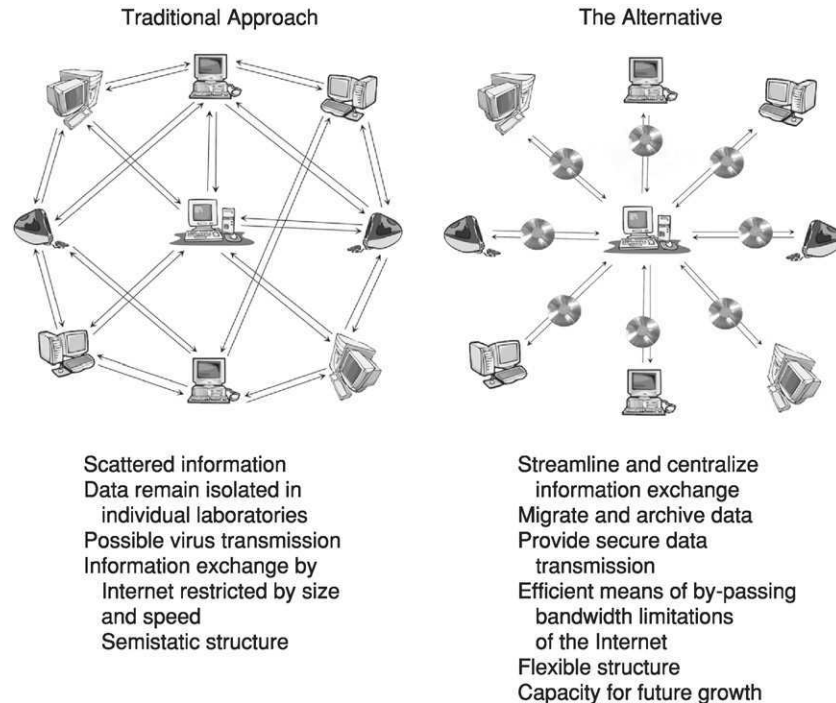 Traditional Approach
The Alternative
Scattered information
Data remain isolated in
individual laboratories
Possible virus transmission
Information exchange by
Internet restricted by size
and speed
Semistatic structure
Streamline and centralize
information exchange
Migrate and archive data
Provide secure data
transmission
Efficient means of by-passing
bandwidth limitations
of the Internet
Flexible structure
Capacity for future growth